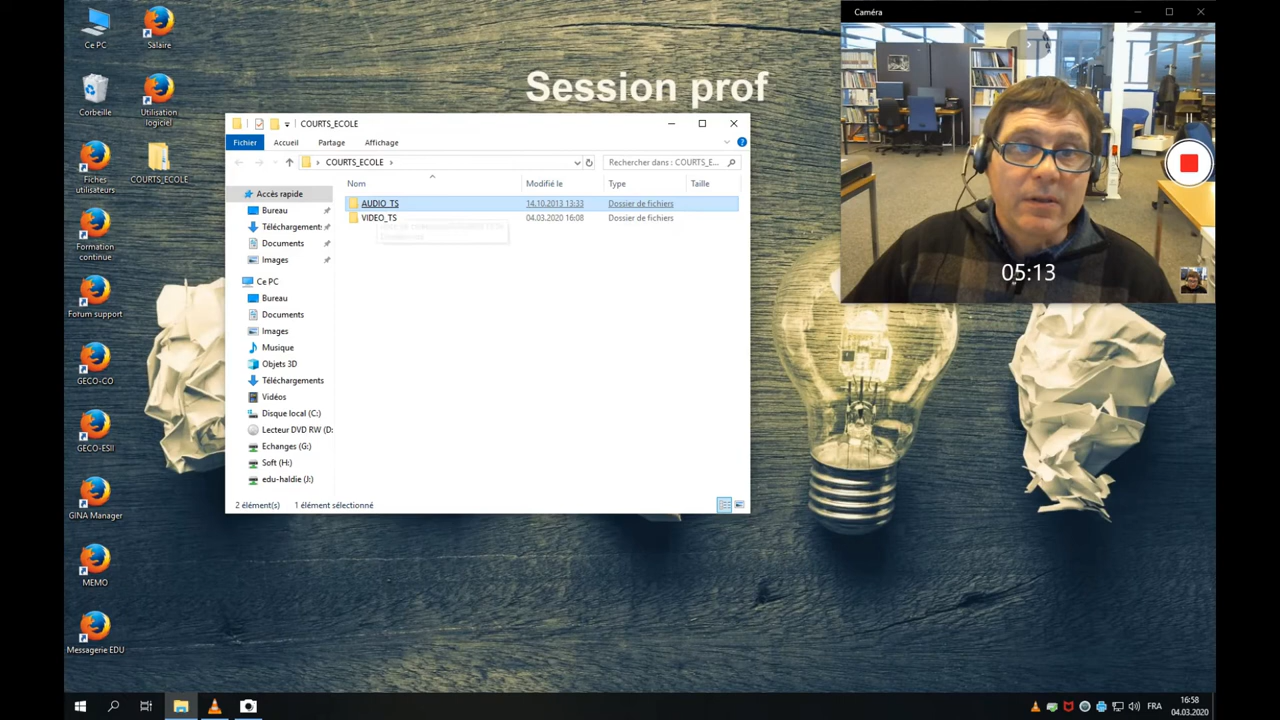 Ce PC
Salaire
Corbeille
Utilisation
logiciel
Fiches
utilisateurs
COURTS_ECOLE
Formation
continue
Forum support
GECO-CO
GECO-ESII
GINA Manager
MEMO
Messagerie EDU
Session prof
COURTS_ECOLE
Fichier
Accueil
Partage
Affichage
COURTS_ECOLE
Rechercher dans : COURTS_E...
Nom
Modifié le
Type
Taille
AUDIO_TS
14.10.2013 13:33
Dossier de fichiers
VIDEO_TS
04.03.2020 16:08
Dossier de fichiers
Accès rapide
Bureau
Téléchargement:
Documents
Images
Ce PC
Bureau
Documents
Images
Musique
Objets 3D
Téléchargements
Vidéos
Disque local (C:)
Lecteur DVD RW (D:
Echanges (G:)
Soft (H:)
edu-haldie (J:)
2 élément(s)
1 élément sélectionné
Caméra
05:13
FRA
16:58
04.03.2020